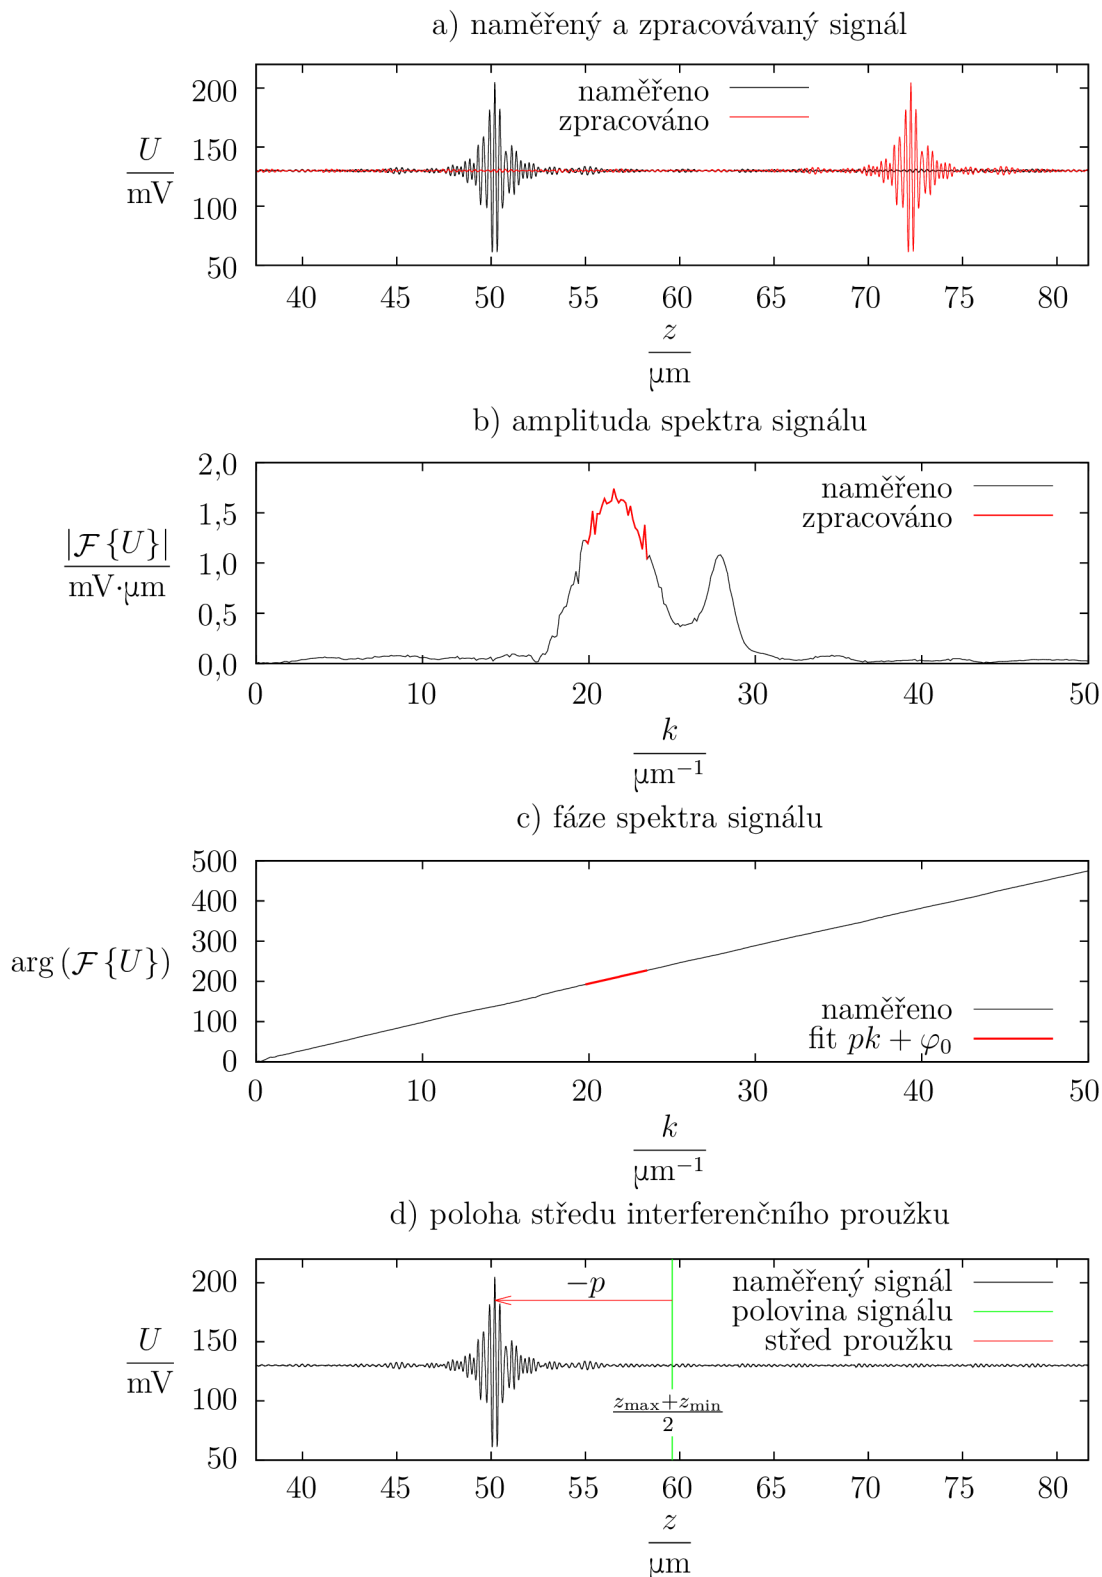 a) naměřený a zpracovávaný signál
naměřeno
zpracováno
U
mV
200
150
100
50
40 45 50 55 60 65 70 75 80
z
µm
b) amplituda spektra signálu
naměřeno
zpracováno
|ℱ {U}|
mV·µm
2,0
1,5
1,0
0,5
0,0
0 10 20 30 40 50
k
µm⁻¹
c) fáze spektra signálu
arg (ℱ {U})
500
400
300
200
100
0
naměřeno
fit pk + φ₀
0 10 20 30 40 50
k
µm⁻¹
d) poloha středu interferenčního proužku
−p
naměřený signál
polovina signálu
střed proužku
U
mV
200
150
100
50
zmax+zmin
2
40 45 50 55 60 65 70 75 80
z
µm